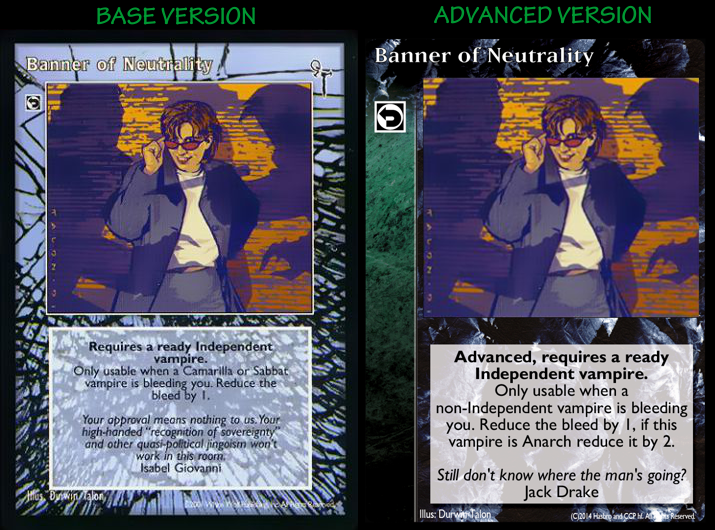 BASE VERSION
Banner of Neutrality
Requires a ready Independent
vampire.
Only usable when a Camarilla or Sabbat
vampire is bleeding you. Reduce the
bleed by 1.
Your approval means nothing to us. Your
high-handed "recognition of sovereignty"
and other quasi-political jingoism won't
work in this room.
Isabel Giovanni
Illus: Durwin Talon
ADVANCED VERSION
Banner of Neutrality
Advanced, requires a ready
Independent vampire.
Only usable when a
non-Independent vampire is bleeding
you. Reduce the bleed by 1, if this
vampire is Anarch reduce it by 2.
Still don't know where the man's going?
Jack Drake
Illus: Durwin Talon
(C)2014 Hasbro and CCP hf. All Rights Reserved.